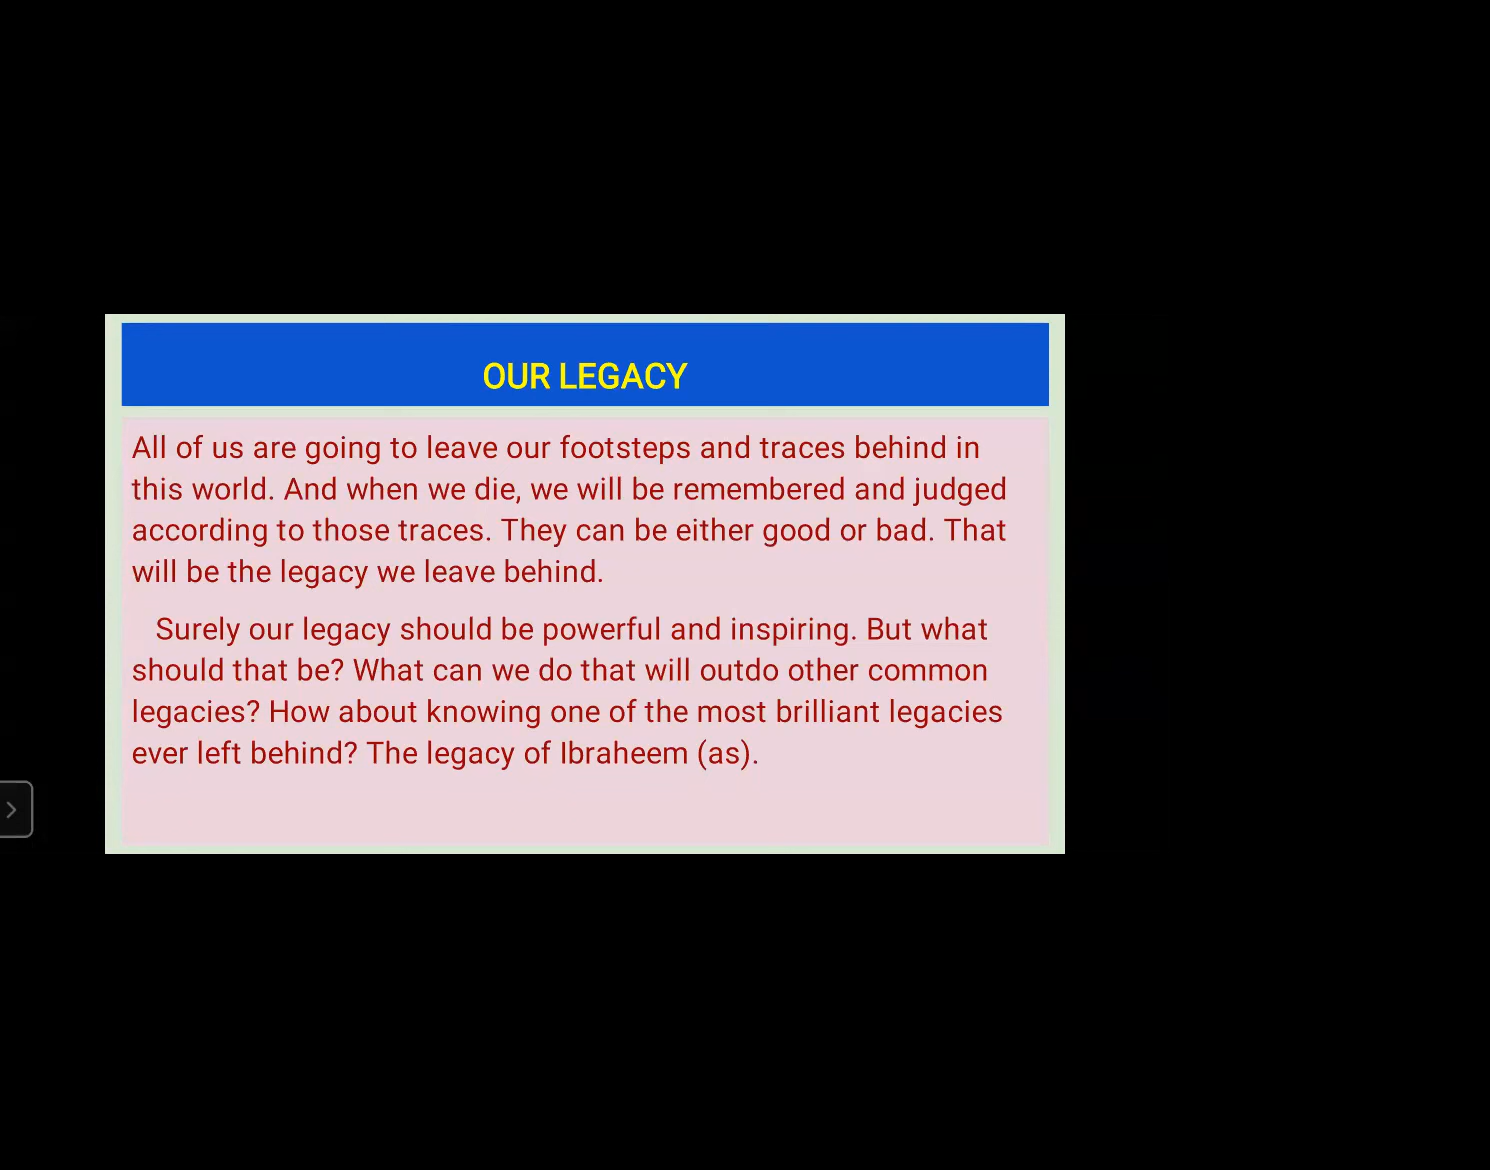 OUR LEGACY
All of us are going to leave our footsteps and traces behind in
this world. And when we die, we will be remembered and judged
according to those traces. They can be either good or bad. That
will be the legacy we leave behind.
Surely our legacy should be powerful and inspiring. But what
should that be? What can we do that will outdo other common
legacies? How about knowing one of the most brilliant legacies
ever left behind? The legacy of Ibraheem (as).